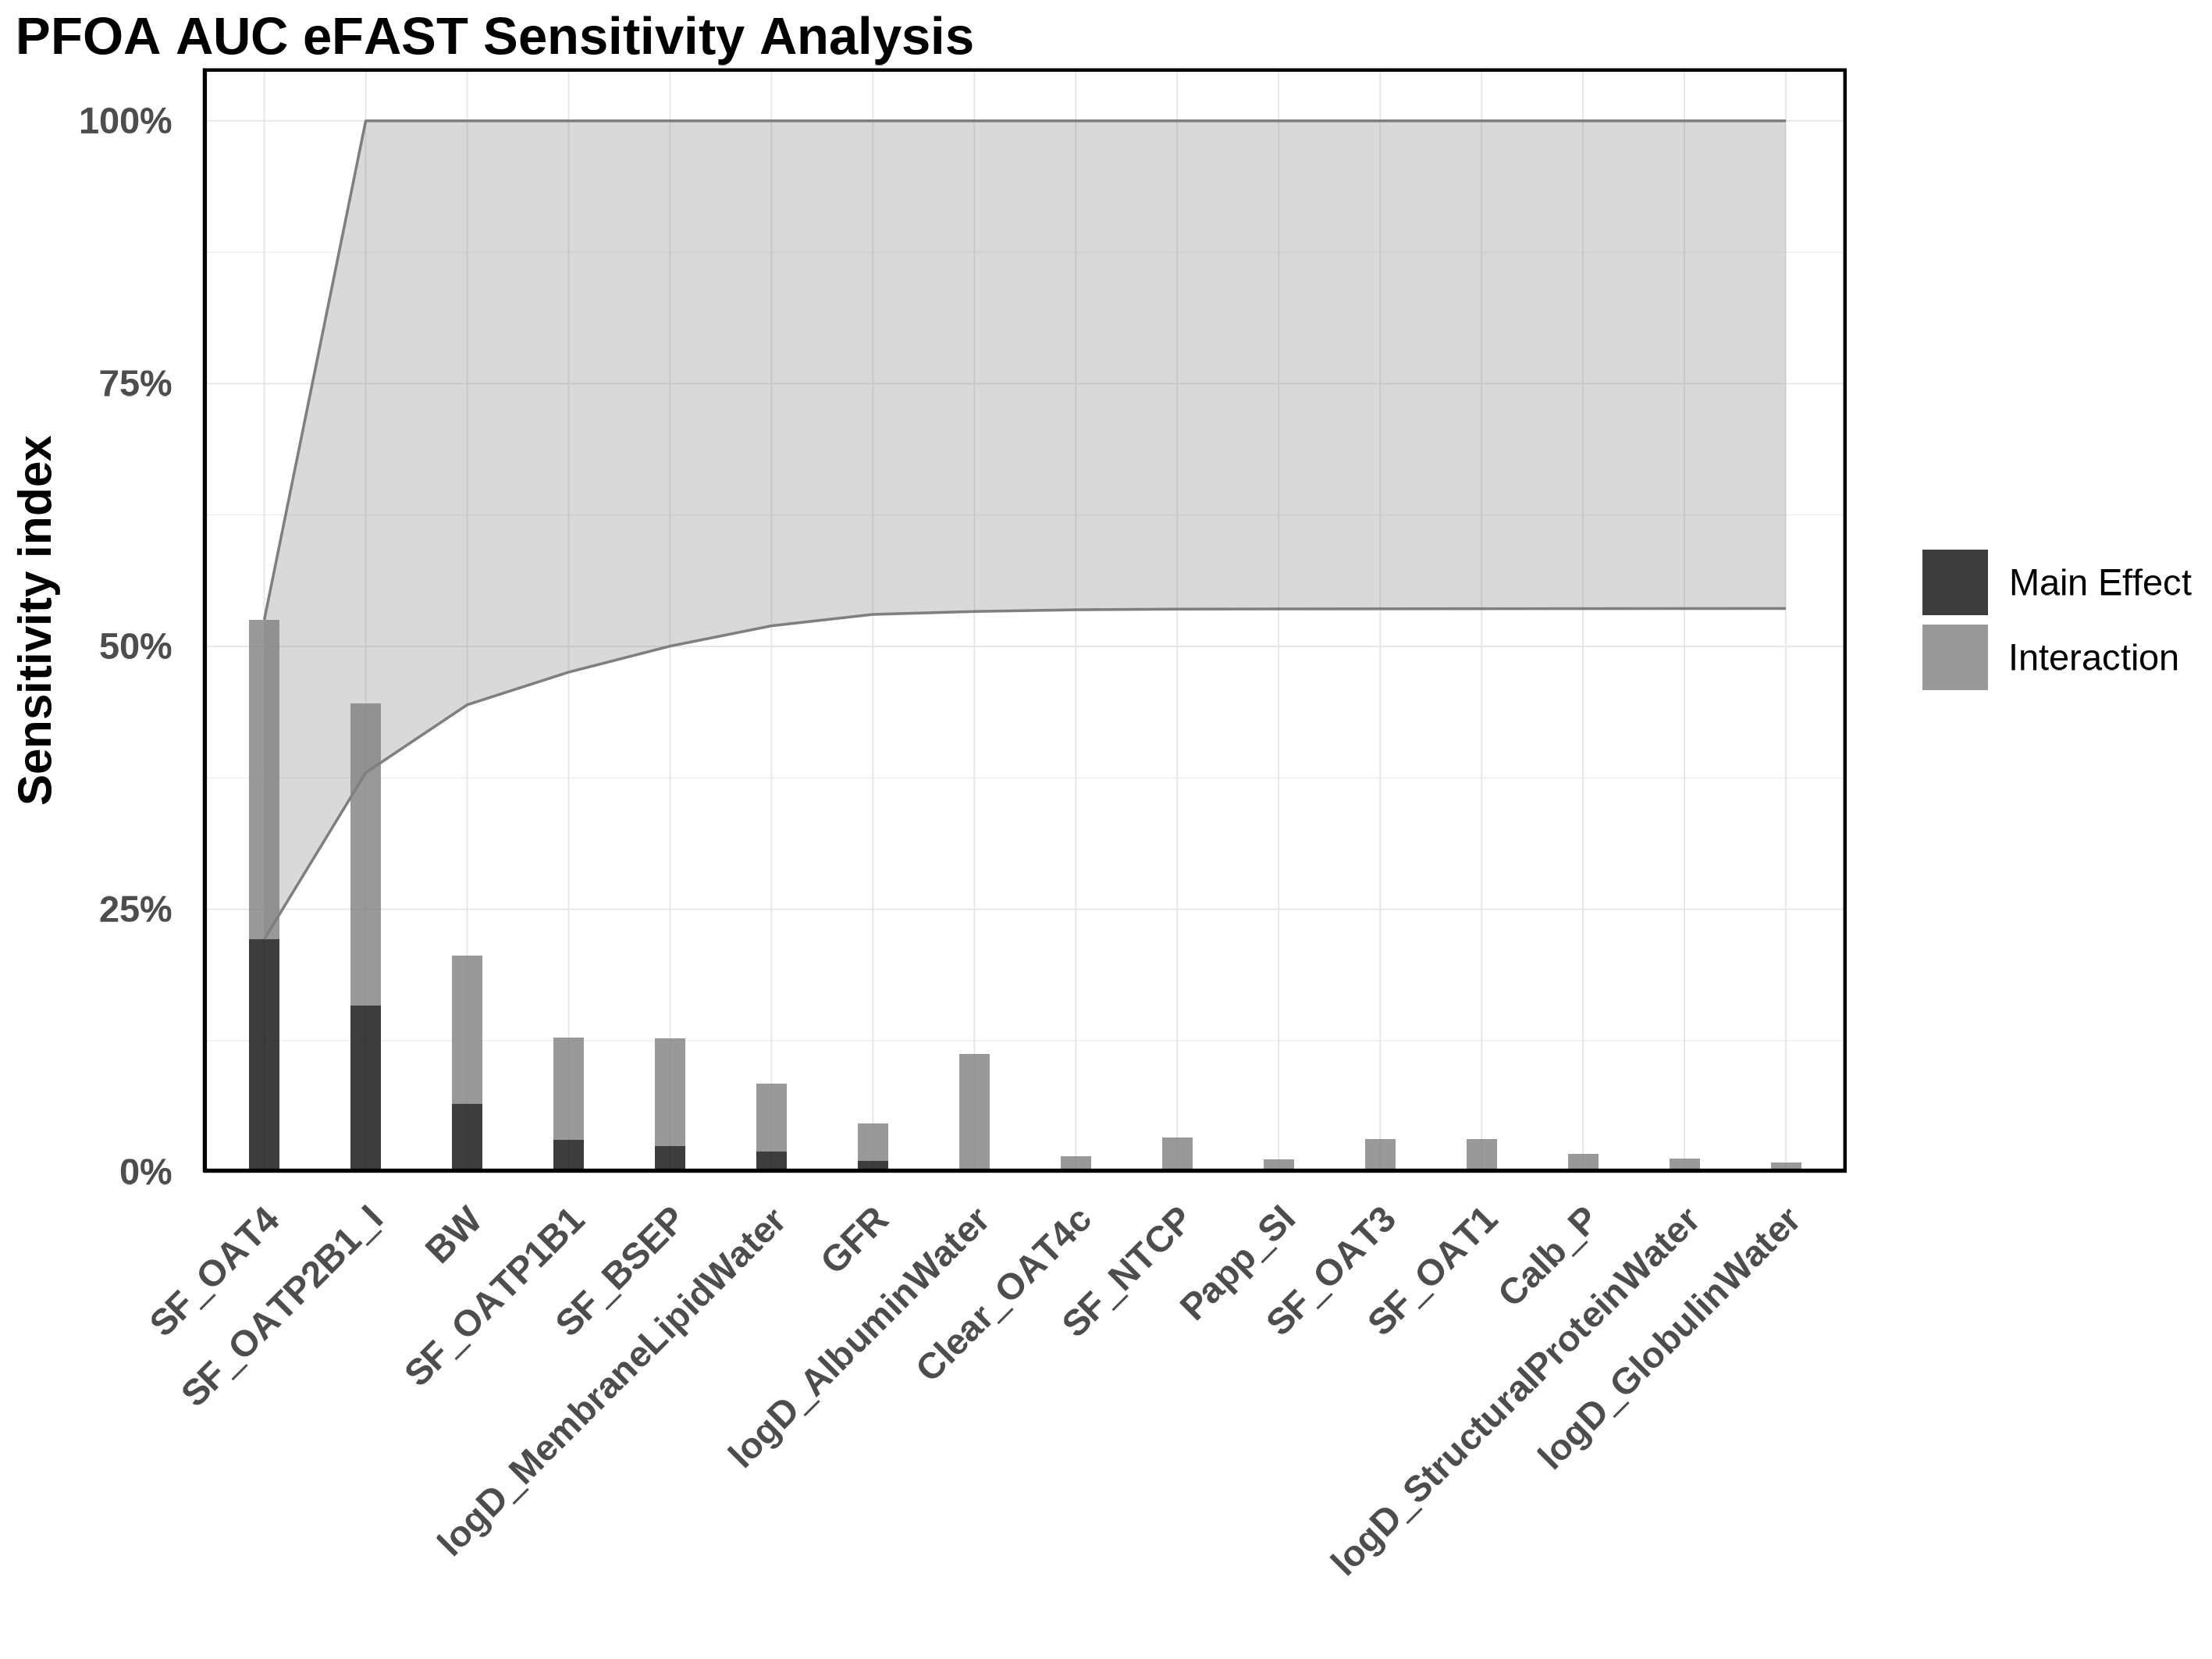 PFOA AUC eFAST Sensitivity Analysis
100%
75%
50%
25%
0%
Sensitivity index
Main Effect
Interaction
SF_OAT4
SF_OATP2B1_I
BW
SF_OATP1B1
SF_BSEP
logD_MembraneLipidWater
GFR
logD_AlbuminWater
Clear_OAT4c
SF_NTCP
Papp_SI
SF_OAT3
SF_OAT1
Calb_P
logD_StructuralProteinWater
logD_GlobulinWater